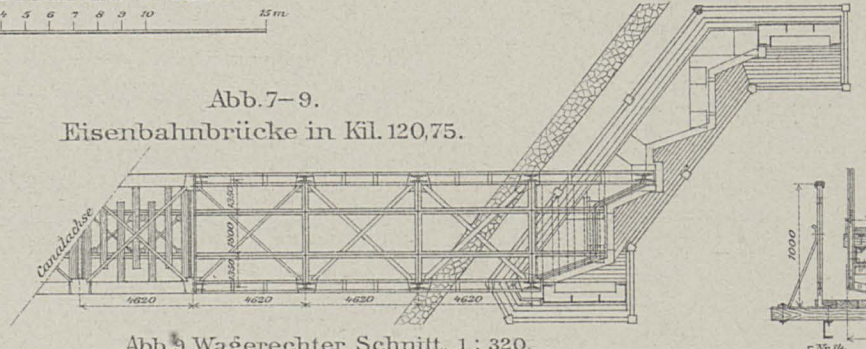 4 5 6 7 8 9 10 15 m
Abb. 7–9.
Eisenbahnbrücke in Kil. 120,75.
Canalachse
1350
1800
1350
4620 4620 4620 4620
1000
Abb. 9 Wagerechter Schnitt. 1 : 320.